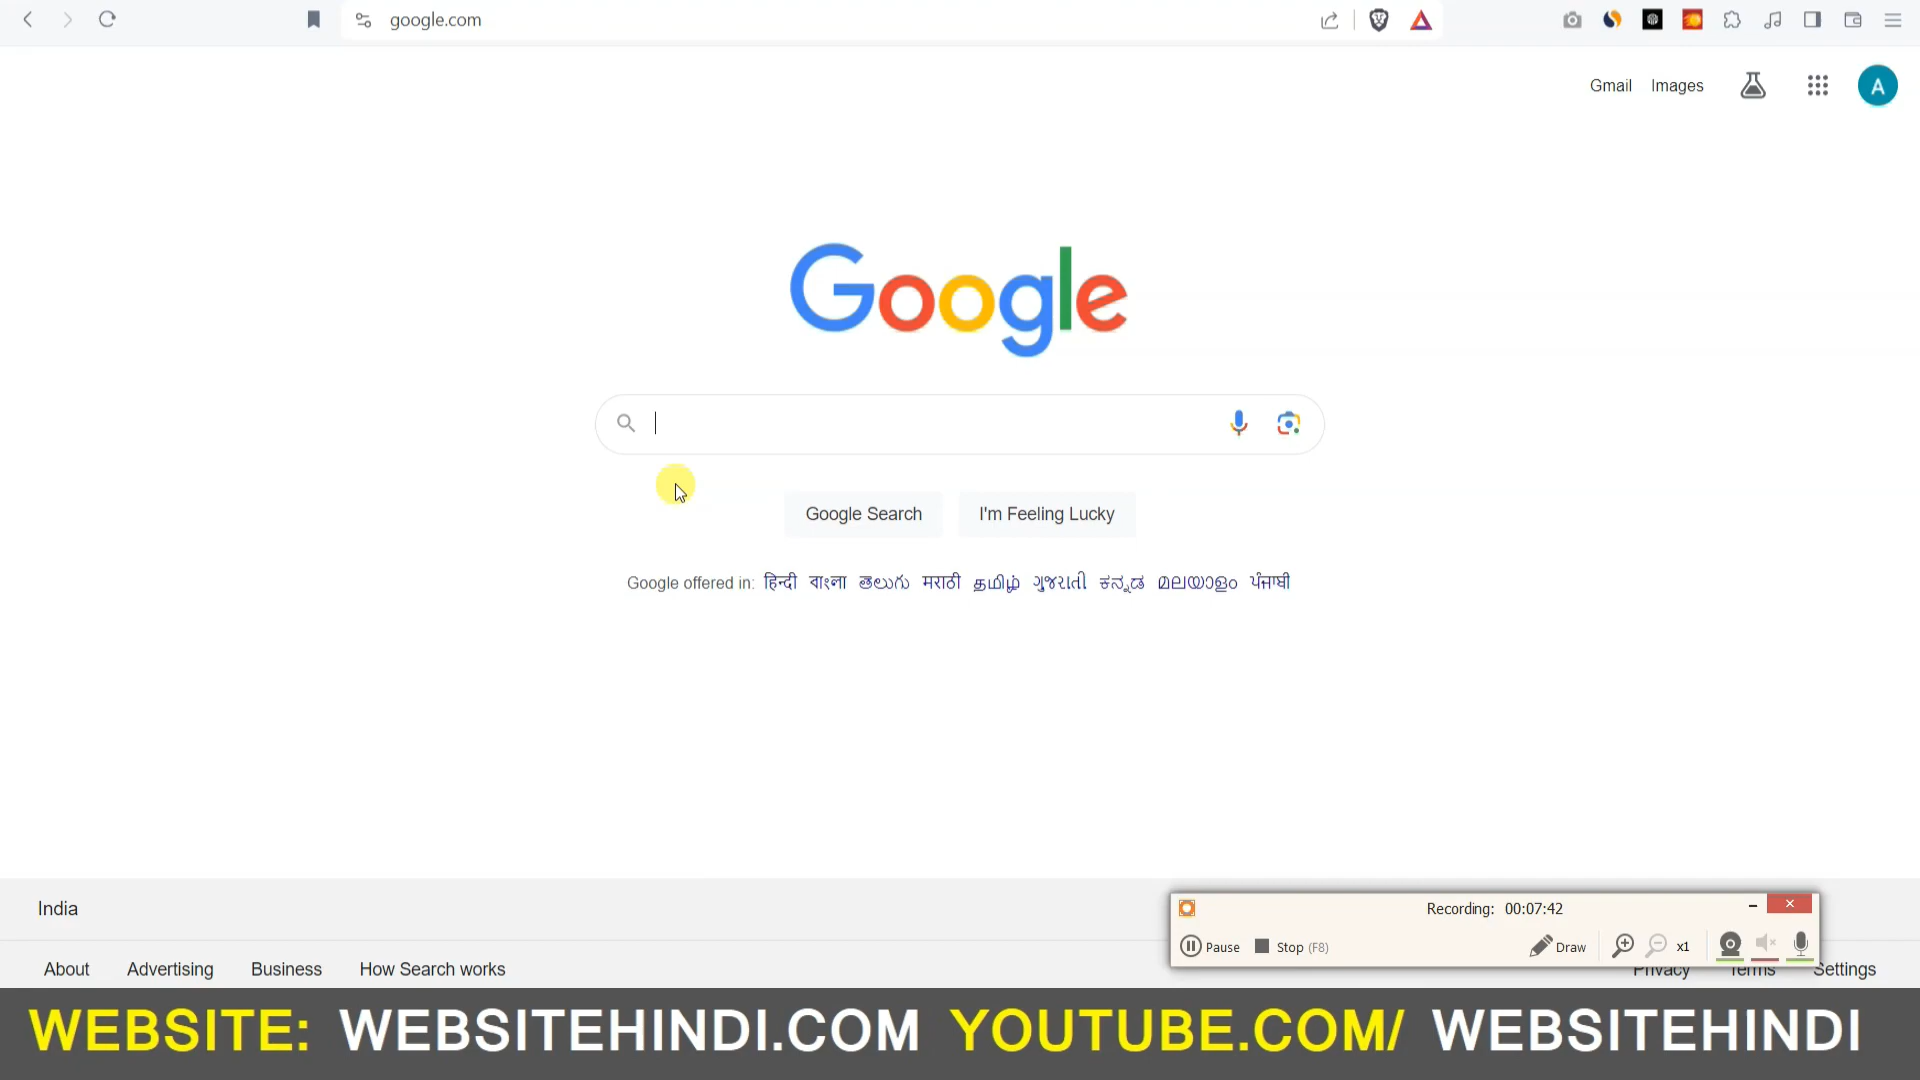 google.com
Gmail Images
A
Google
Google Search I'm Feeling Lucky
Google offered in: हिन्दी বাংলা తెలుగు मराठी தமிழ் ગુજરાતી ಕನ್ನಡ മലയാളം ਪੰਜਾਬੀ
India
Recording: 00:07:42
Pause Stop (F8) Draw x1
About Advertising Business How Search works Privacy Terms Settings
WEBSITE: WEBSITEHINDI.COM YOUTUBE.COM/ WEBSITEHINDI